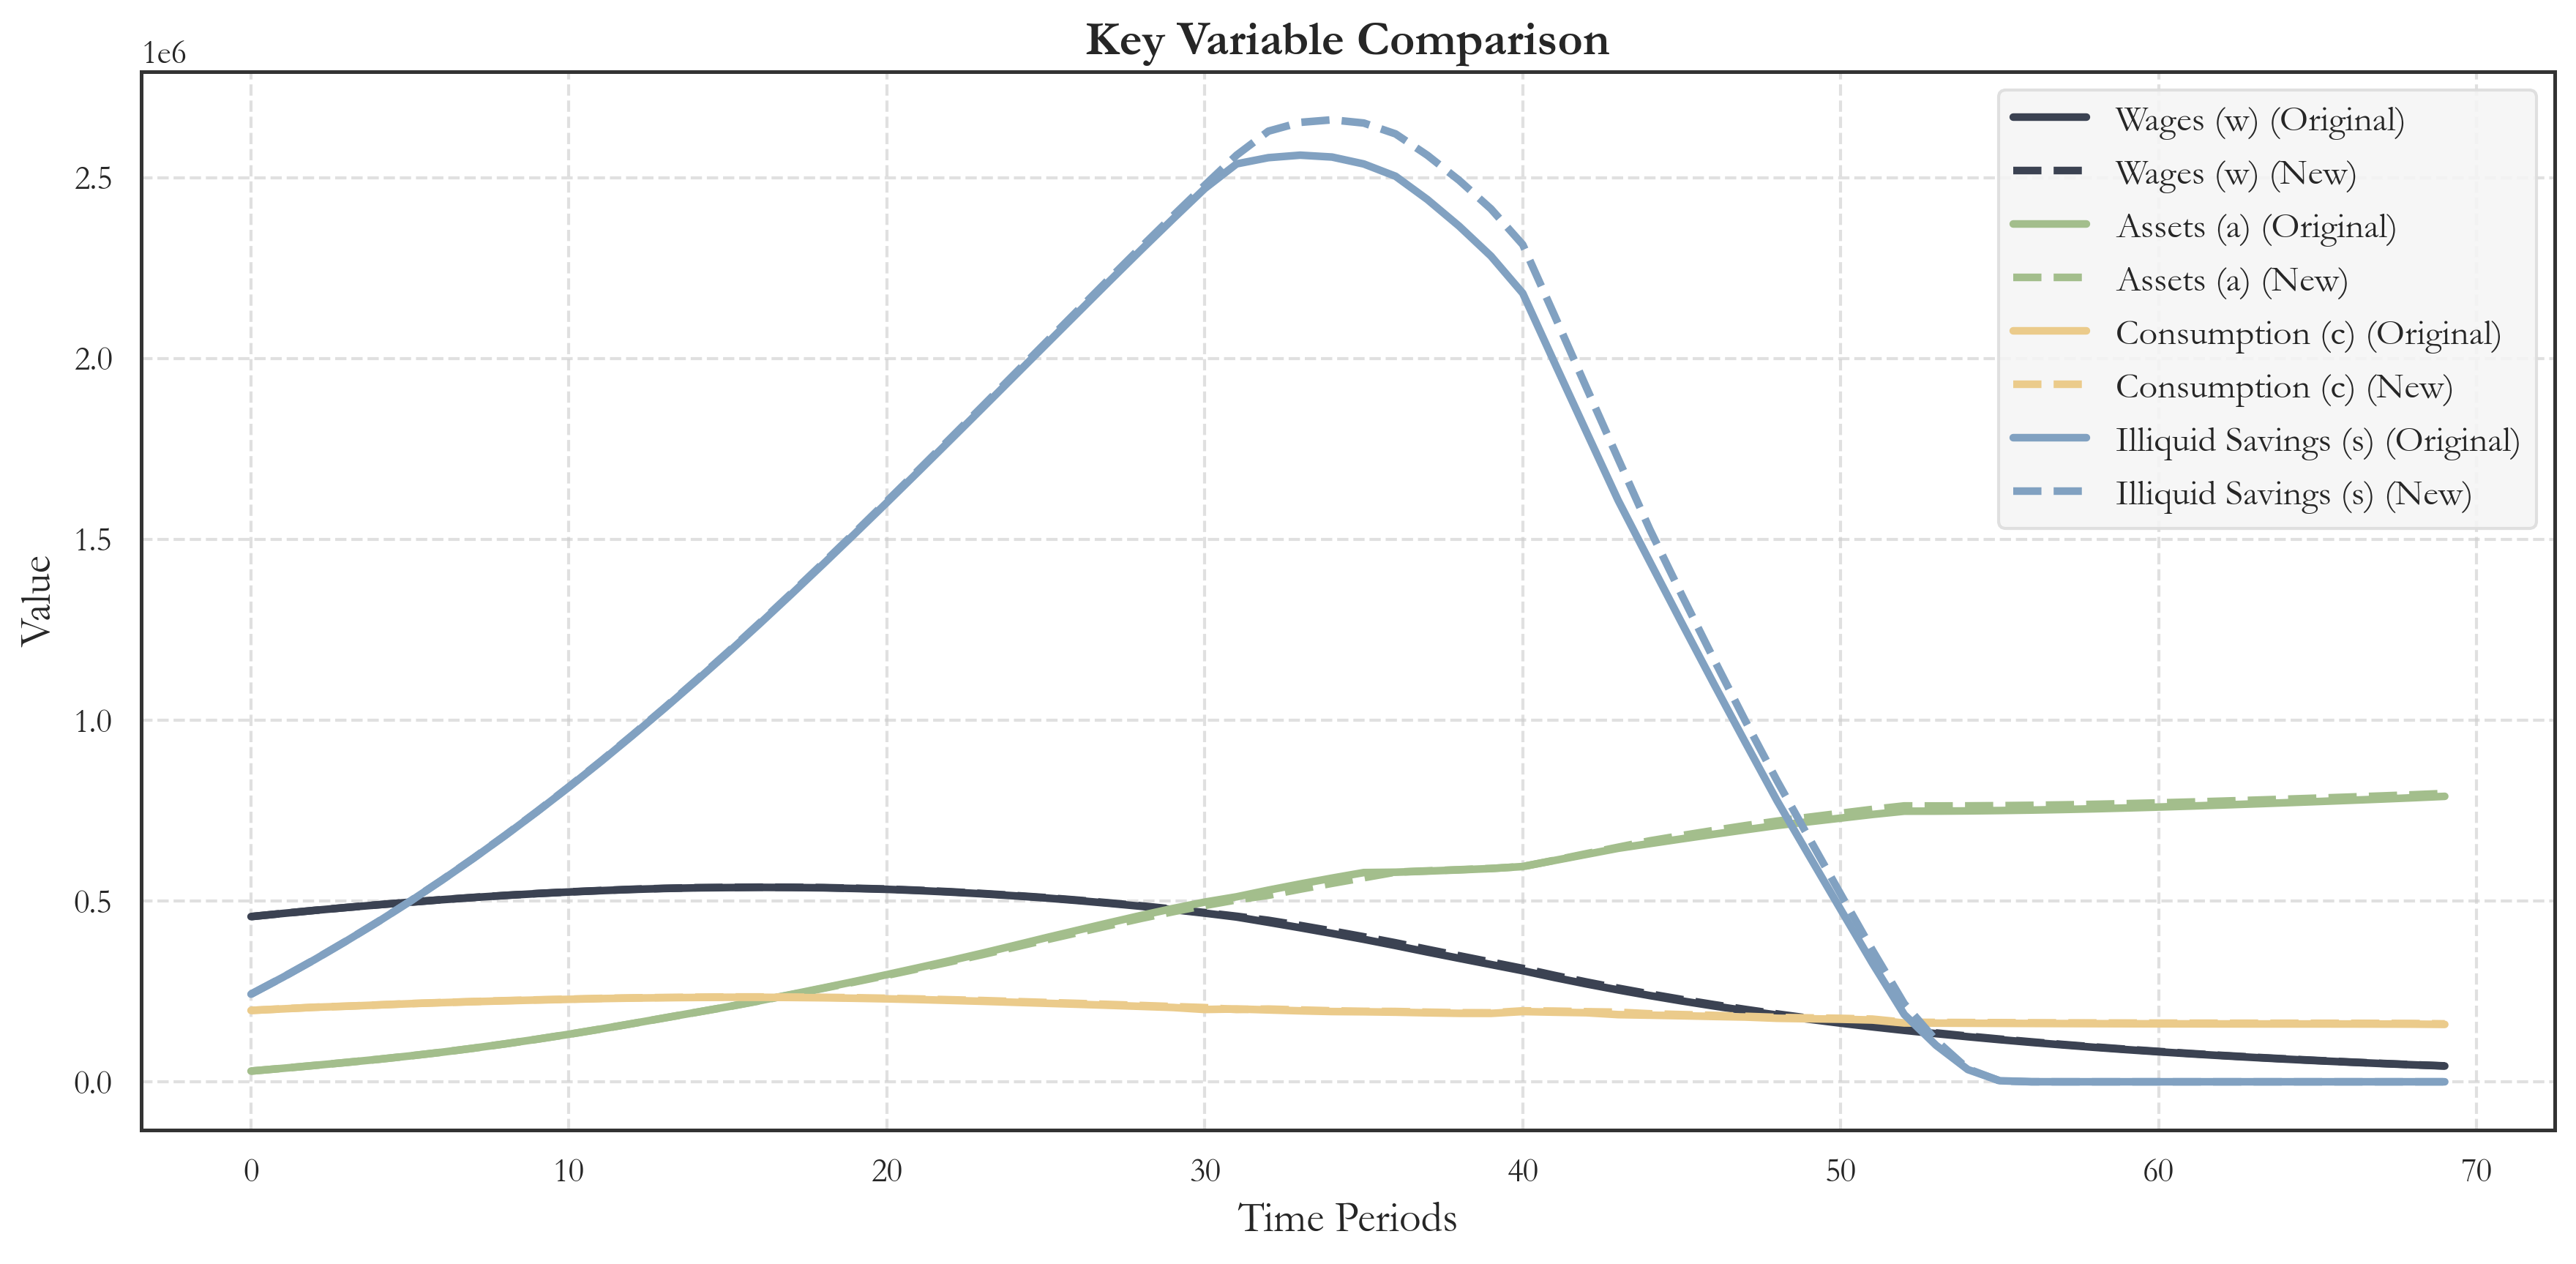 Key Variable Comparison
1e6
Wages (w) (Original)
Wages (w) (New)
Assets (a) (Original)
Assets (a) (New)
Consumption (c) (Original)
Consumption (c) (New)
Illiquid Savings (s) (Original)
Illiquid Savings (s) (New)
2.5
2.0
1.5
1.0
0.5
0.0
Value
0 10 20 30 40 50 60 70
Time Periods